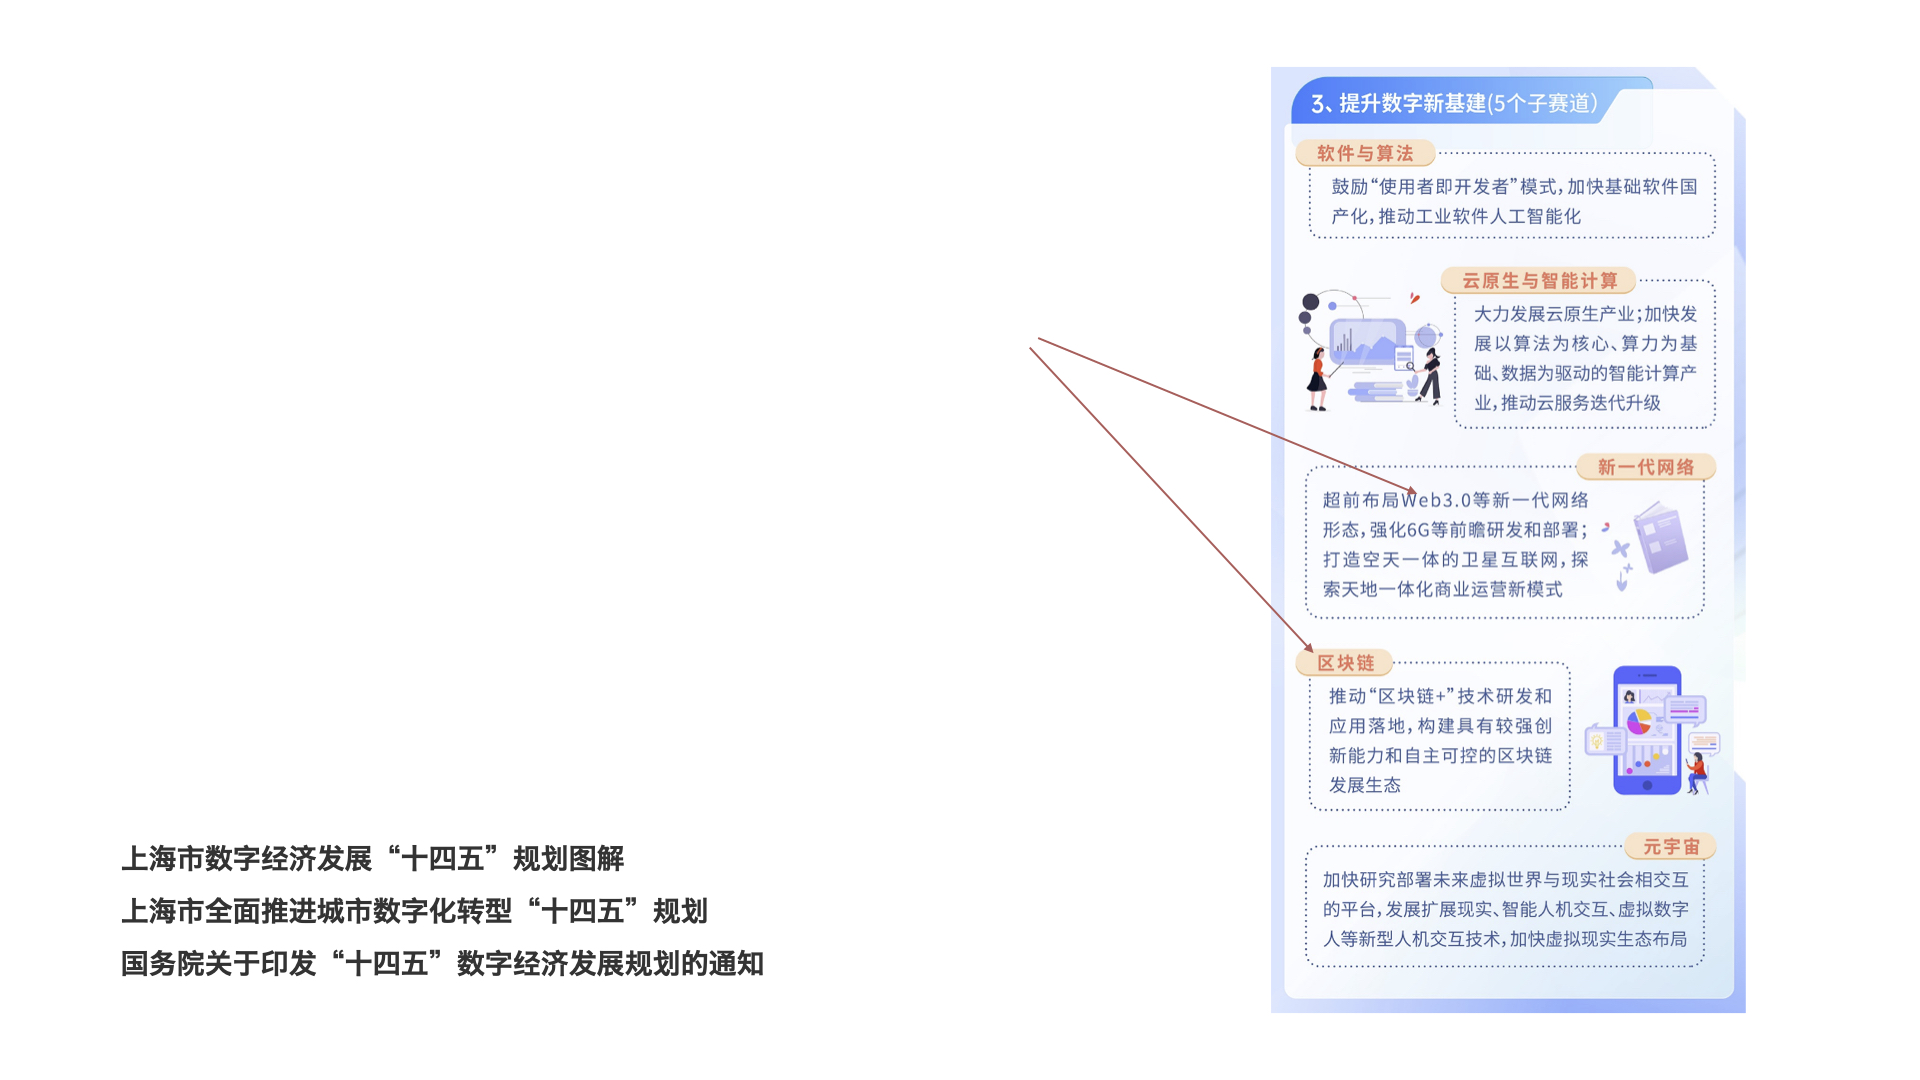 3、提升数字新基建(5个子赛道)
软件与算法
鼓励“使用者即开发者”模式,加快基础软件国
产化,推动工业软件人工智能化
云原生与智能计算
大力发展云原生产业;加快发
展以算法为核心、算力为基
础、数据为驱动的智能计算产
业,推动云服务迭代升级
新一代网络
超前布局Web3.0等新一代网络
形态,强化6G等前瞻研发和部署;
打造空天一体的卫星互联网,探
索天地一体化商业运营新模式
区块链
推动“区块链+”技术研发和
应用落地,构建具有较强创
新能力和自主可控的区块链
发展生态
元宇宙
加快研究部署未来虚拟世界与现实社会相交互
的平台,发展扩展现实、智能人机交互、虚拟数字
人等新型人机交互技术,加快虚拟现实生态布局
上海市数字经济发展“十四五”规划图解
上海市全面推进城市数字化转型“十四五”规划
国务院关于印发“十四五”数字经济发展规划的通知